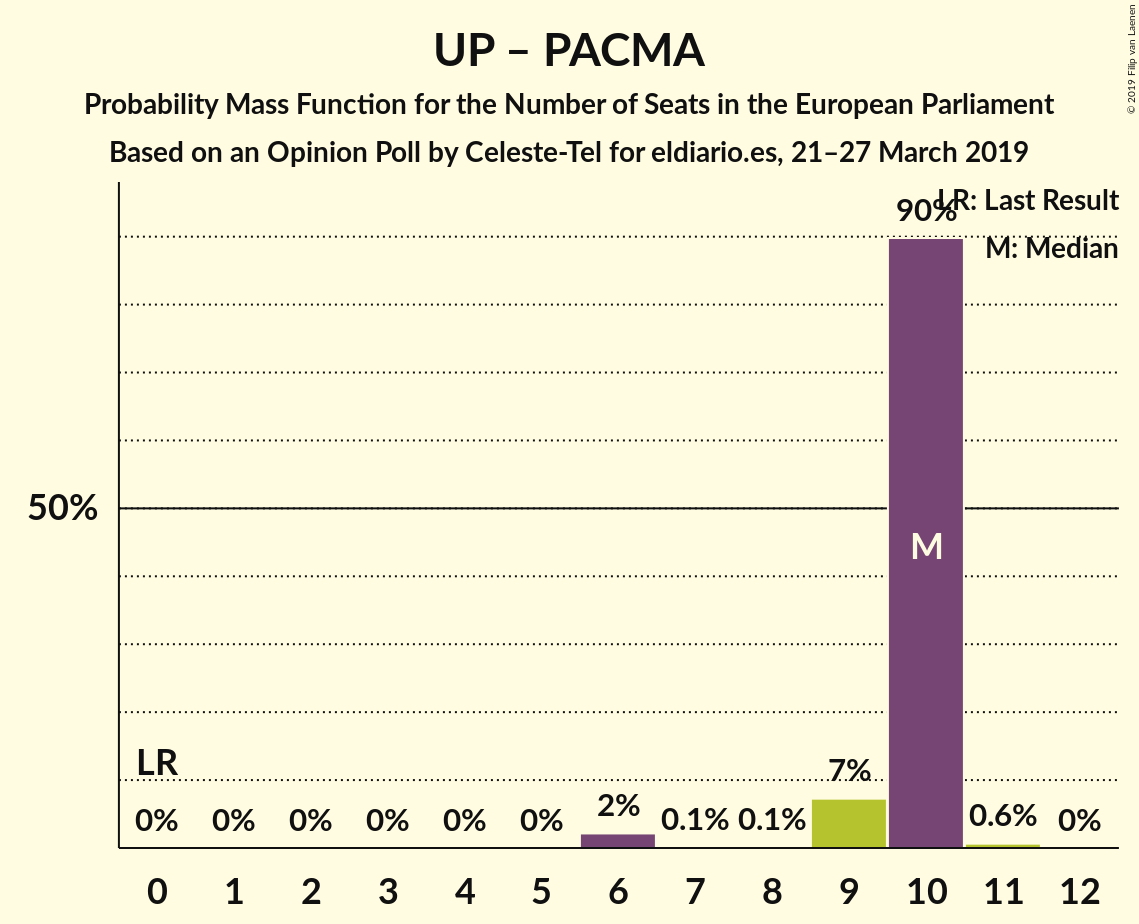 UP – PACMA
Probability Mass Function for the Number of Seats in the European Parliament
Based on an Opinion Poll by Celeste-Tel for eldiario.es, 21–27 March 2019
© 2019 Filip van Laenen
LR: Last Result
M: Median
90%
50%
M
LR
0% 0% 0% 0% 0% 0% 2% 0.1% 0.1% 7% 0.6% 0%
0 1 2 3 4 5 6 7 8 9 10 11 12